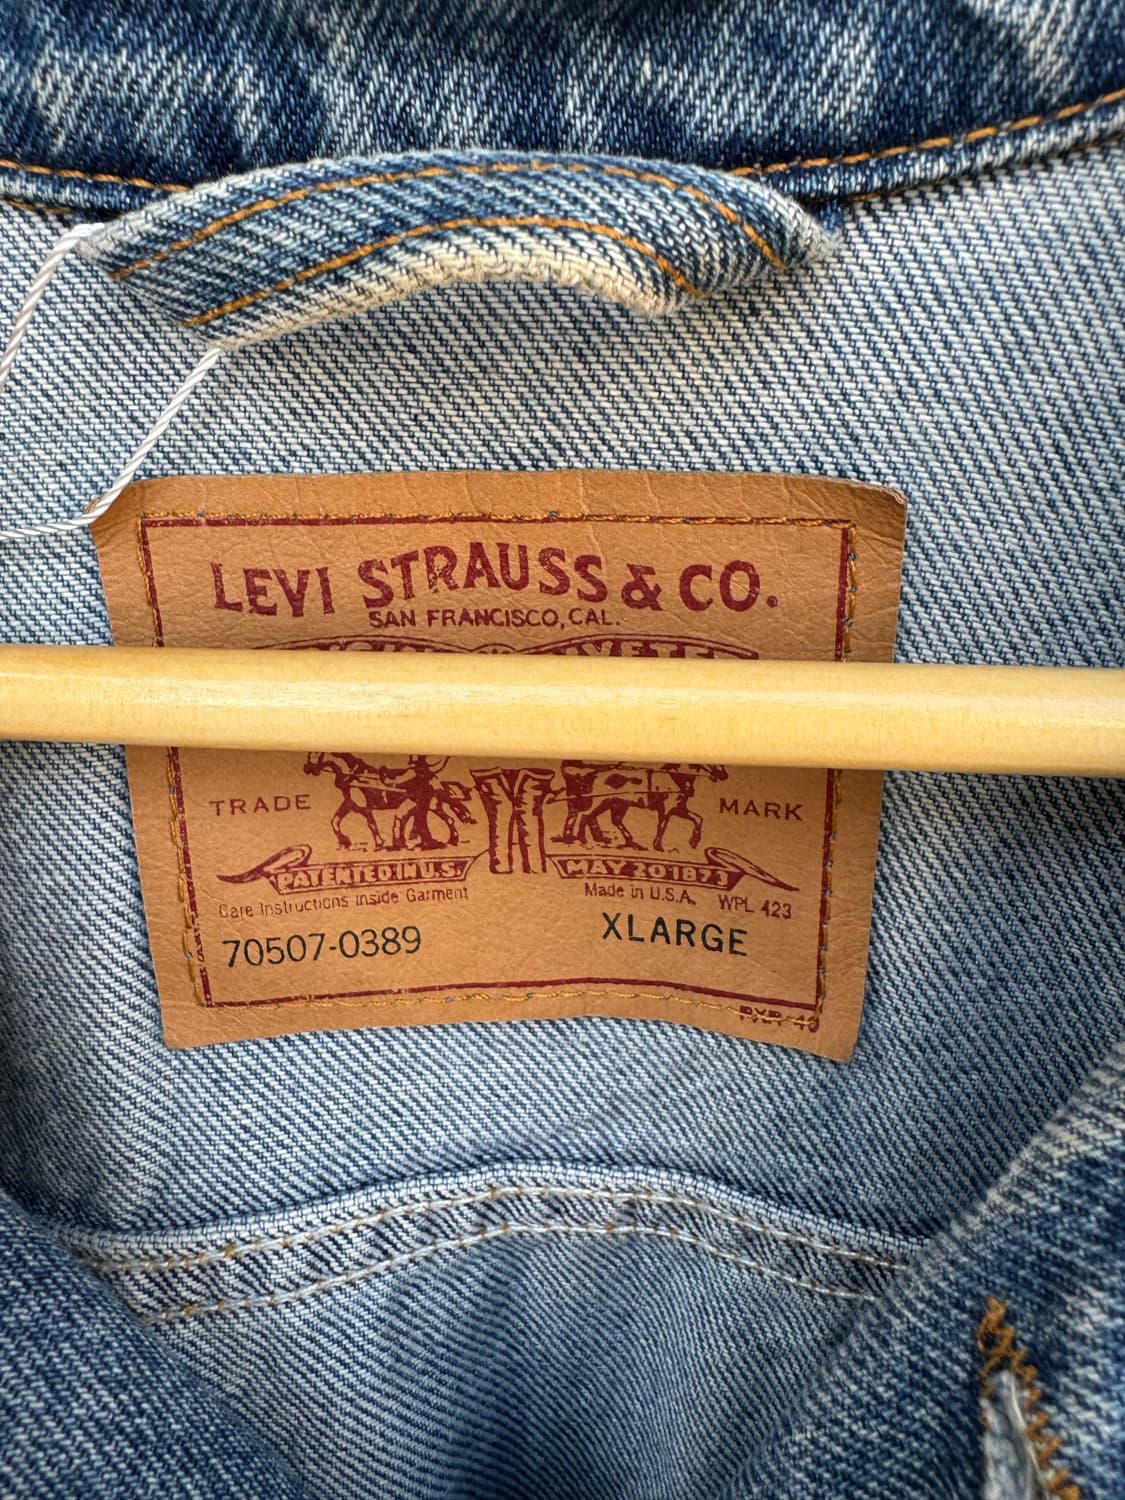 LEVI STRAUSS & CO.
SAN FRANCISCO, CAL.
TRADE MARK
PATENTED IN U.S. MAY 20 1873
Care Instructions Inside Garment Made in U.S.A. WPL 423
70507-0389 XLARGE